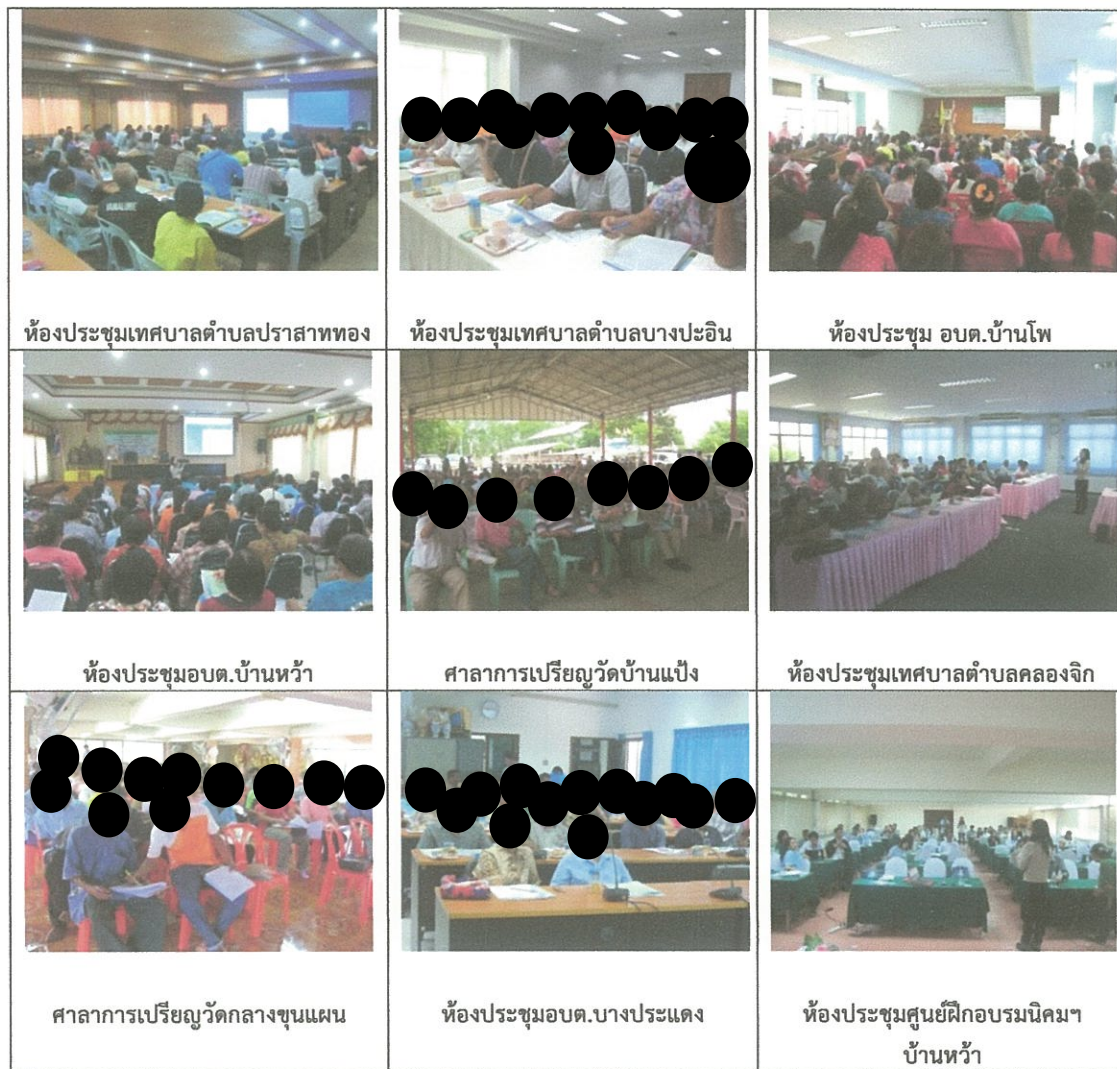 ห้องประชุมเทศบาลตำบลปราสาททอง
ห้องประชุมเทศบาลตำบลบางปะอิน
ห้องประชุม อบต.บ้านโพ
ห้องประชุมอบต.บ้านหว้า
ศาลาการเปรียญวัดบ้านแป้ง
ห้องประชุมเทศบาลตำบลคลองจิก
ศาลาการเปรียญวัดกลางขุนแผน
ห้องประชุมอบต.บางประแดง
ห้องประชุมศูนย์ฝึกอบรมนิคมฯ
บ้านหว้า